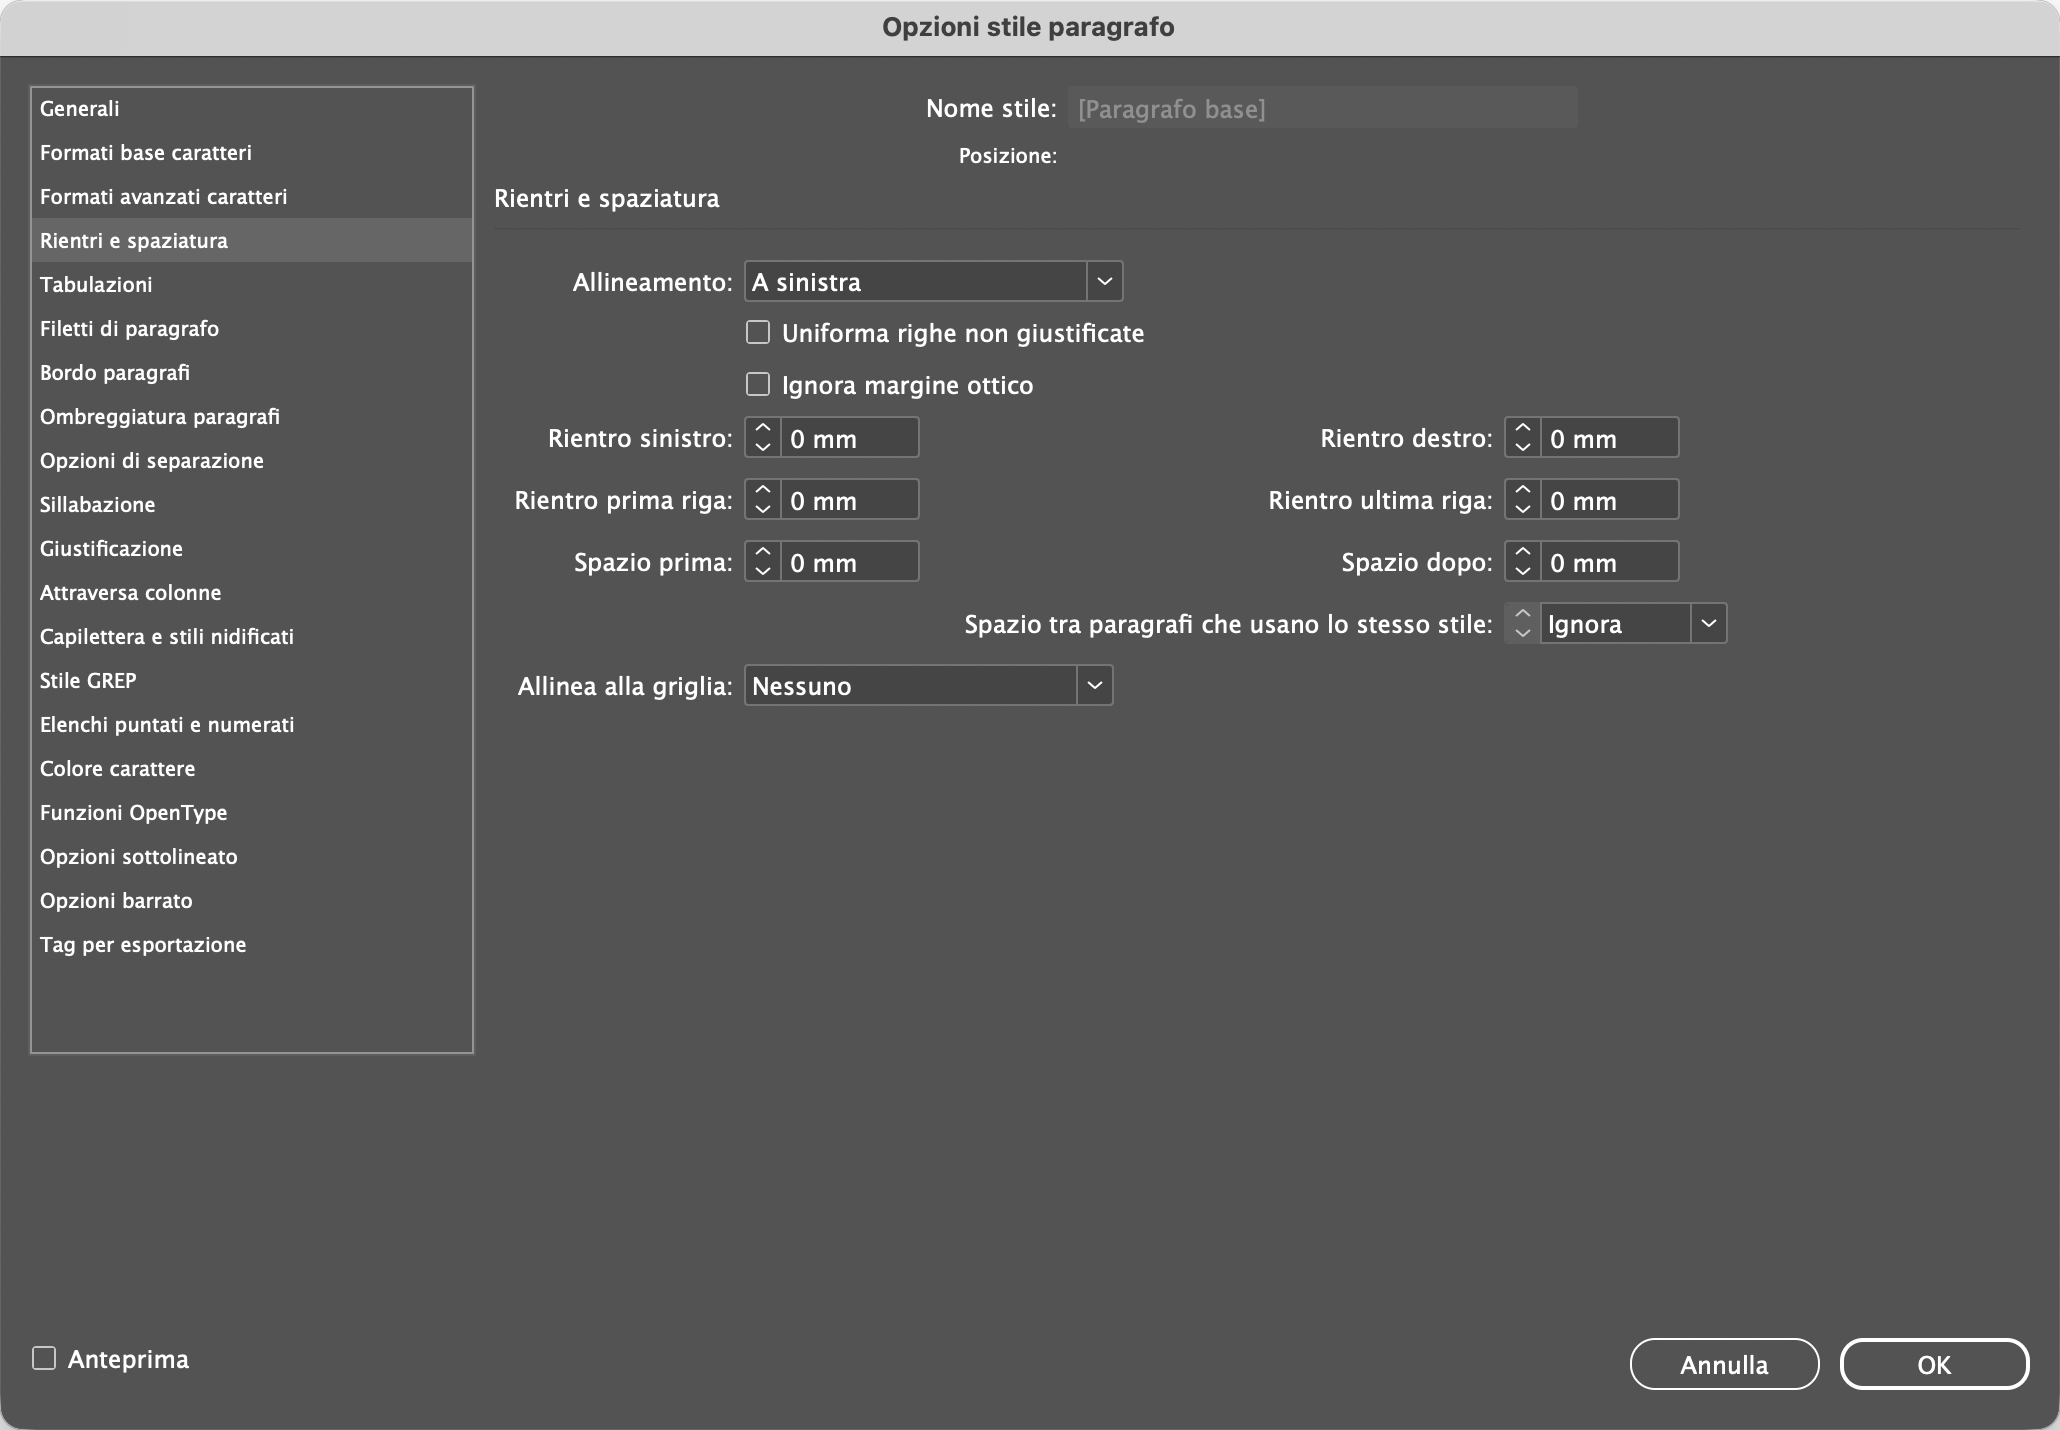 Opzioni stile paragrafo
Generali
Formati base caratteri
Formati avanzati caratteri
Rientri e spaziatura
Tabulazioni
Filetti di paragrafo
Bordo paragrafi
Ombreggiatura paragrafi
Opzioni di separazione
Sillabazione
Giustificazione
Attraversa colonne
Capilettera e stili nidificati
Stile GREP
Elenchi puntati e numerati
Colore carattere
Funzioni OpenType
Opzioni sottolineato
Opzioni barrato
Tag per esportazione
Nome stile: [Paragrafo base]
Posizione:
Rientri e spaziatura
Allineamento: A sinistra
Uniforma righe non giustificate
Ignora margine ottico
Rientro sinistro: 0 mm Rientro destro: 0 mm
Rientro prima riga: 0 mm Rientro ultima riga: 0 mm
Spazio prima: 0 mm Spazio dopo: 0 mm
Spazio tra paragrafi che usano lo stesso stile: Ignora
Allinea alla griglia: Nessuno
Anteprima Annulla OK